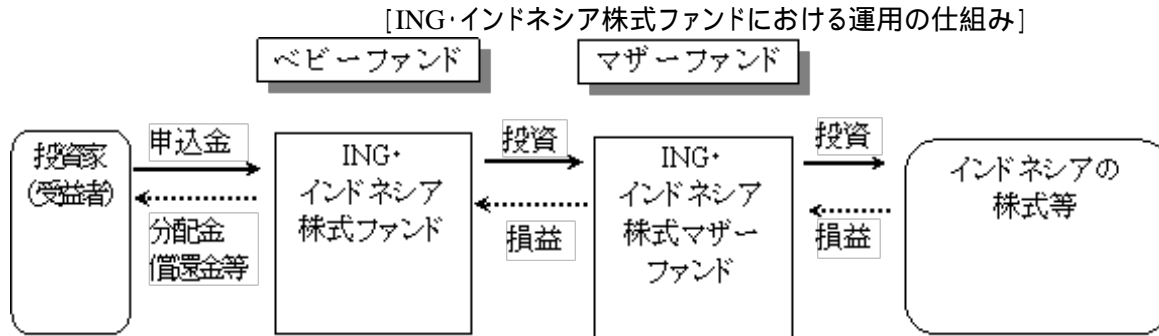 [ING･インドネシア株式ファンドにおける運用の仕組み]
ベビーファンド
マザーファンド
投資家
(受益者)
申込金
分配金
償還金等
ING･
インドネシア
株式ファンド
投資
損益
ING･
インドネシア
株式マザー
ファンド
投資
損益
インドネシアの
株式等